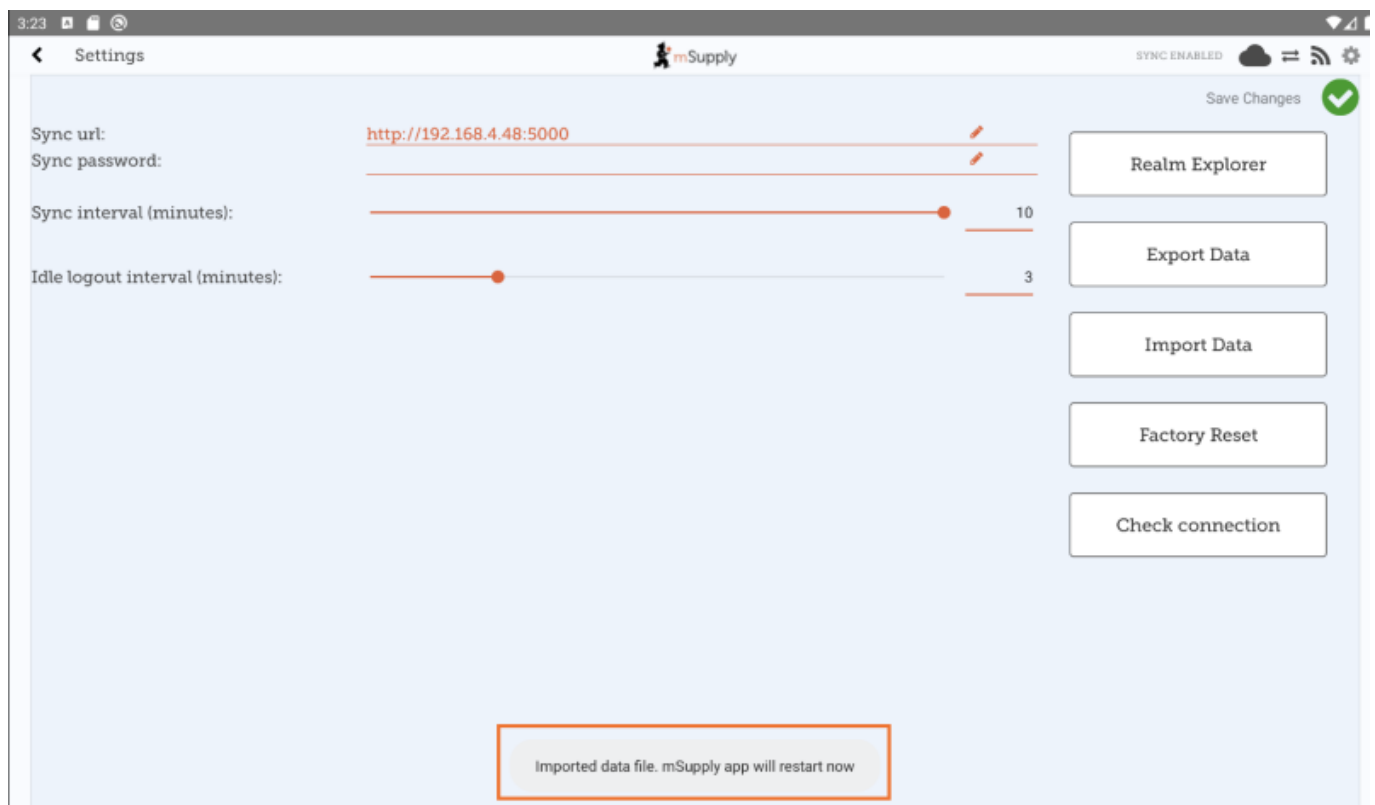 3:23
Settings
mSupply
SYNC ENABLED
Save Changes
Sync url:
http://192.168.4.48:5000
Sync password:
Realm Explorer
Sync interval (minutes):
10
Export Data
Idle logout interval (minutes):
3
Import Data
Factory Reset
Check connection
Imported data file. mSupply app will restart now